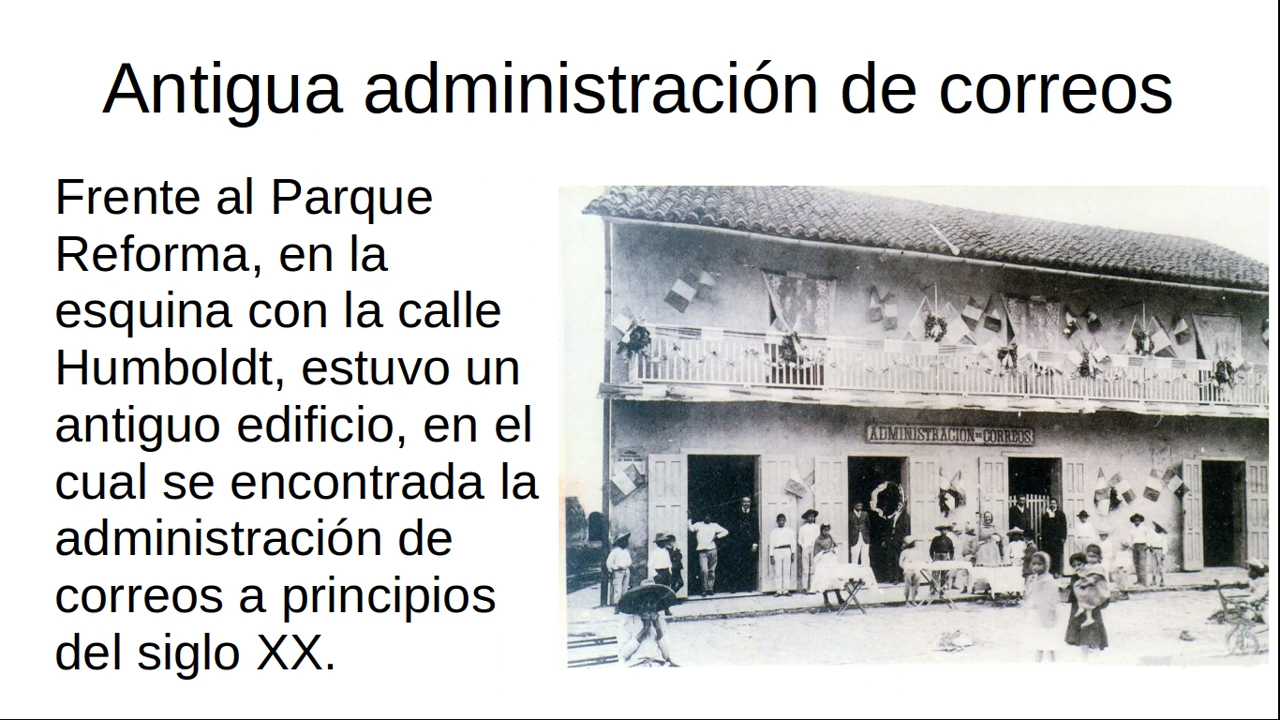 Antigua administración de correos
Frente al Parque
Reforma, en la
esquina con la calle
Humboldt, estuvo un
antiguo edificio, en el
cual se encontrada la
administración de
correos a principios
del siglo XX.
ADMINISTRACION DE CORREOS